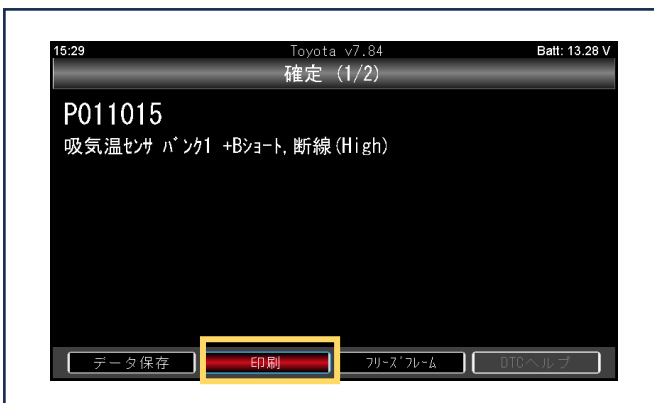 15:29 Toyota v7.84 Batt: 13.28 V
確定 (1/2)
P011015
吸気温ｾﾝｻ ﾊﾞﾝｸ1 +Bｼｮｰﾄ,断線(High)
データ保存 印刷 ﾌﾘｰｽﾞﾌﾚｰﾑ DTCヘルプ